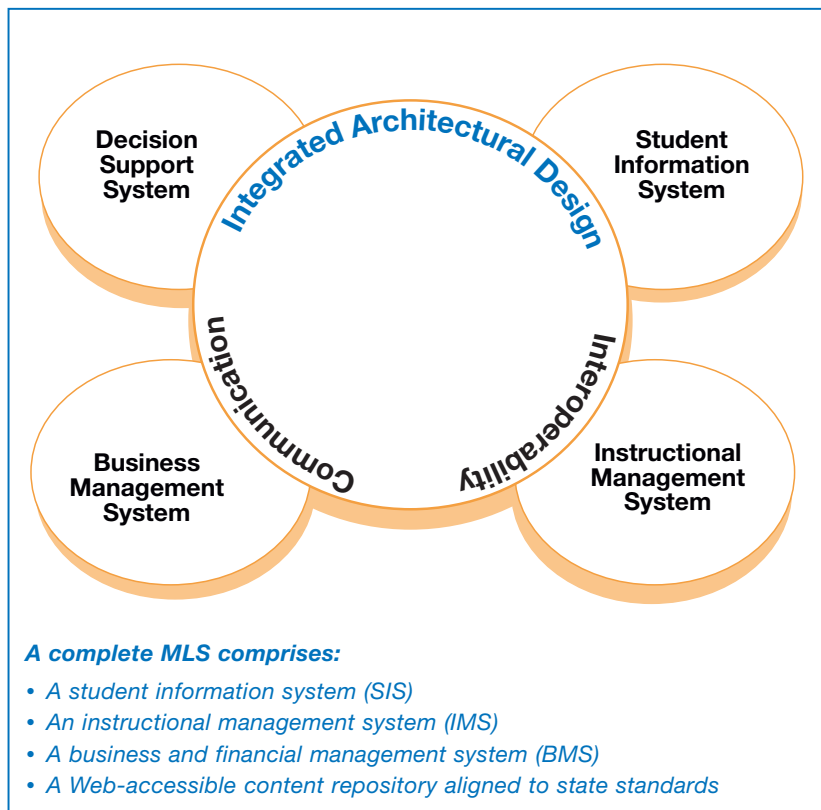 Integrated Architectural Design
Decision
Support
System
Student
Information
System
Communication
Interoperability
Business
Management
System
Instructional
Management
System
A complete MLS comprises:
• A student information system (SIS)
• An instructional management system (IMS)
• A business and financial management system (BMS)
• A Web-accessible content repository aligned to state standards